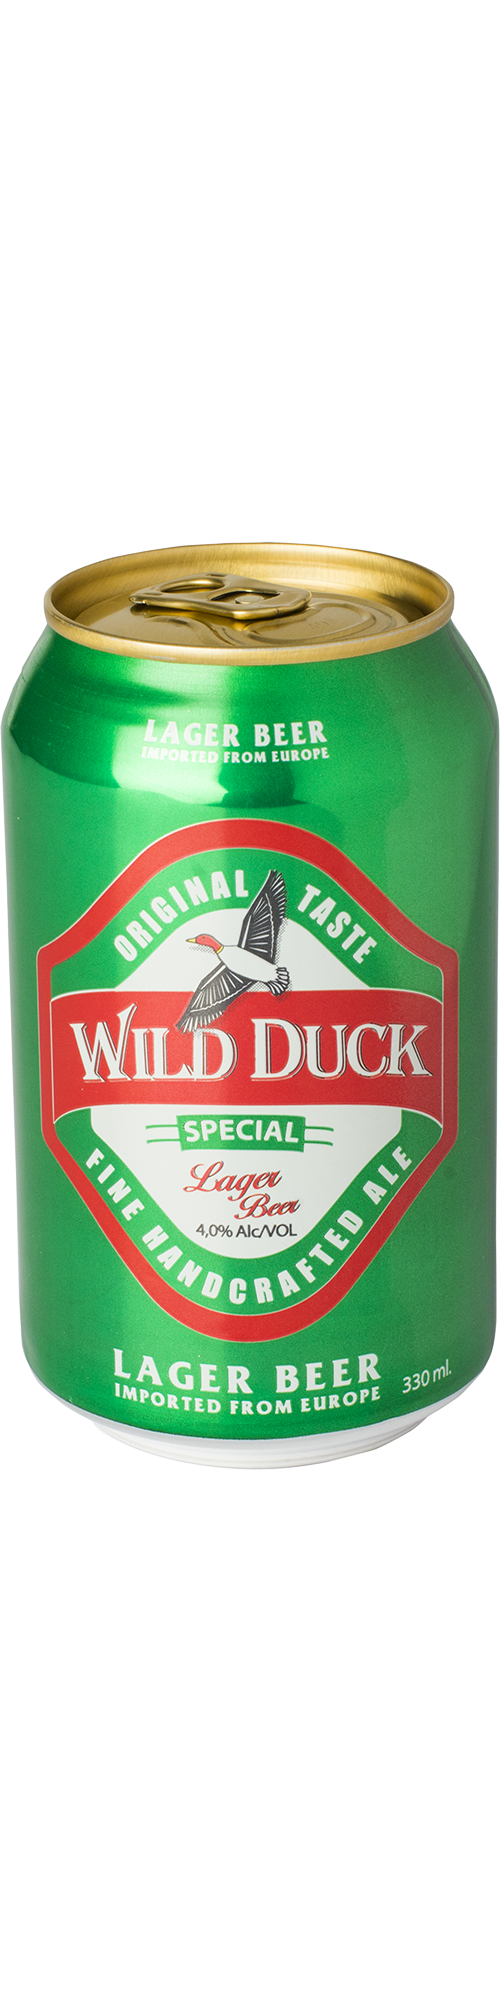 LAGER BEER
IMPORTED FROM EUROPE
ORIGINAL TASTE
WILD DUCK
SPECIAL
Lager
Beer
4,0% Alc/VOL
FINE HANDCRAFTED ALE
LAGER BEER
IMPORTED FROM EUROPE
330 ml.